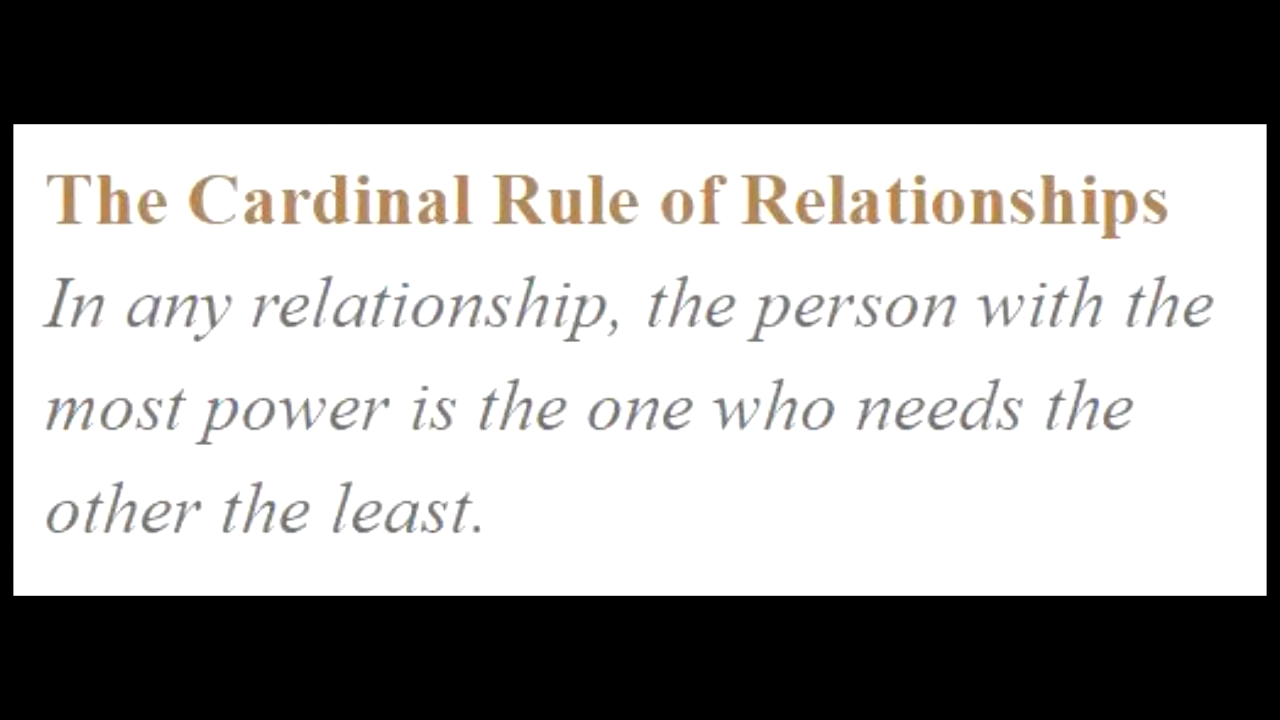 The Cardinal Rule of Relationships
In any relationship, the person with the
most power is the one who needs the
other the least.